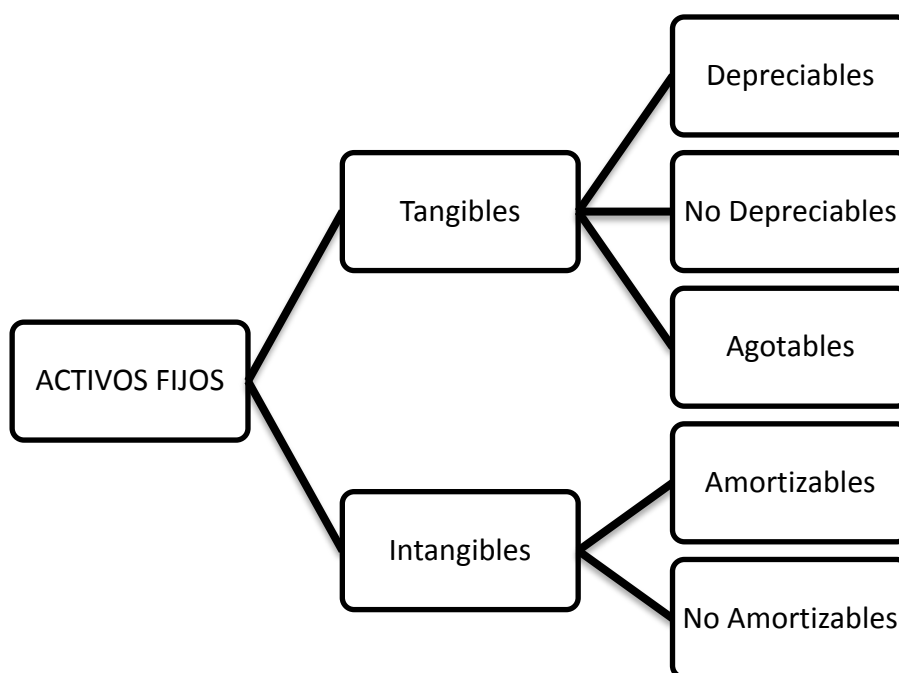 ACTIVOS FIJOS
Tangibles
Depreciables
No Depreciables
Agotables
Intangibles
Amortizables
No Amortizables